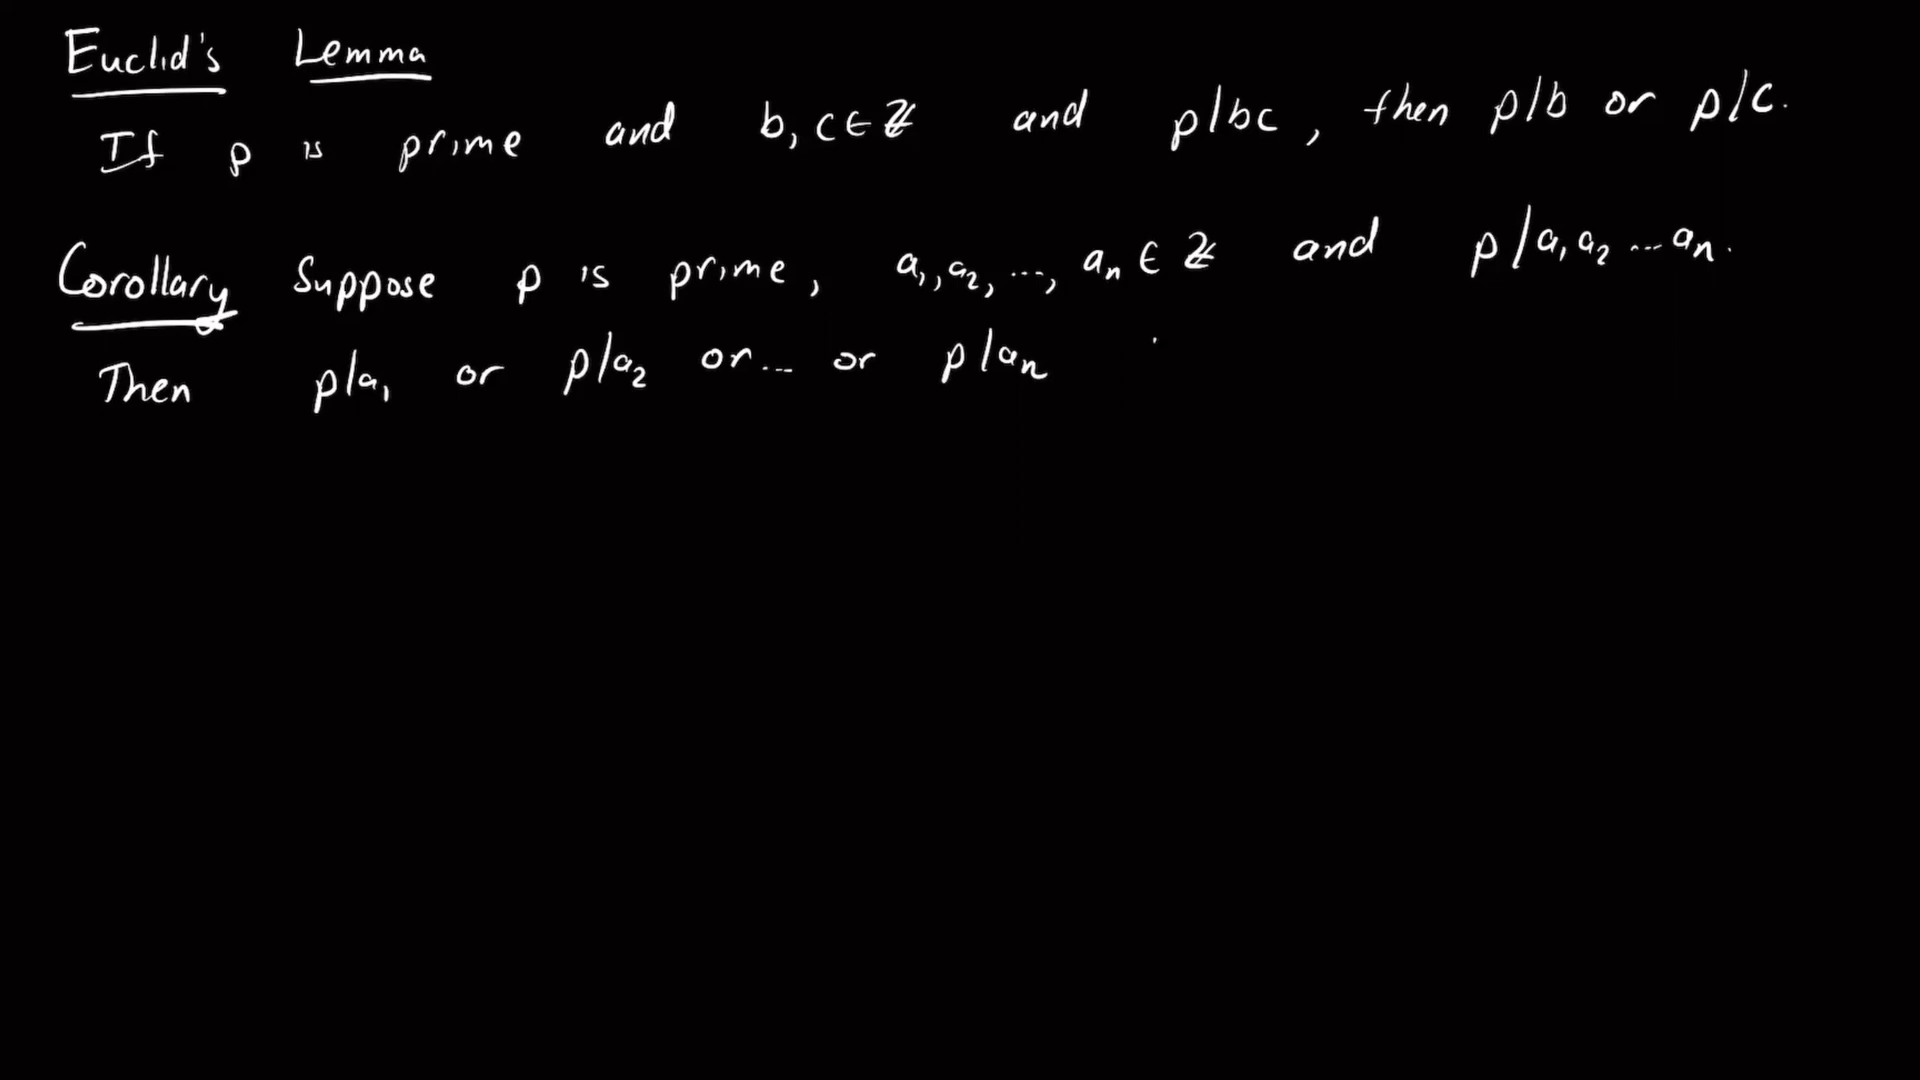 Euclid's Lemma
If p is prime and b, c ∈ ℤ and p|bc, then p|b or p|c.
Corollary Suppose p is prime, a₁, a₂, ..., aₙ ∈ ℤ and p|a₁a₂...aₙ.
Then p|a₁ or p|a₂ or... or p|aₙ